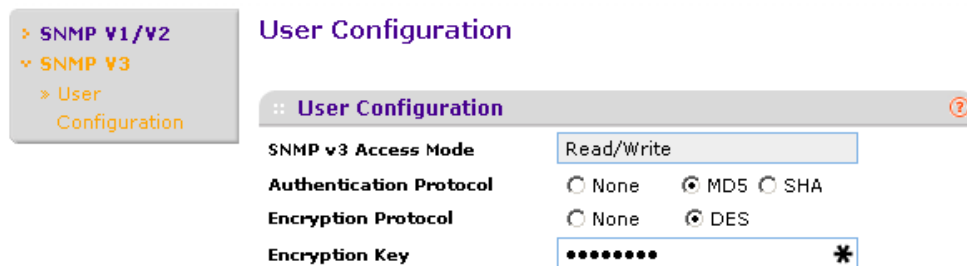 SNMP V1/V2
SNMP V3
» User
Configuration
User Configuration
User Configuration
SNMP v3 Access Mode Read/Write
Authentication Protocol None MD5 SHA
Encryption Protocol None DES
Encryption Key ●●●●●●●● *